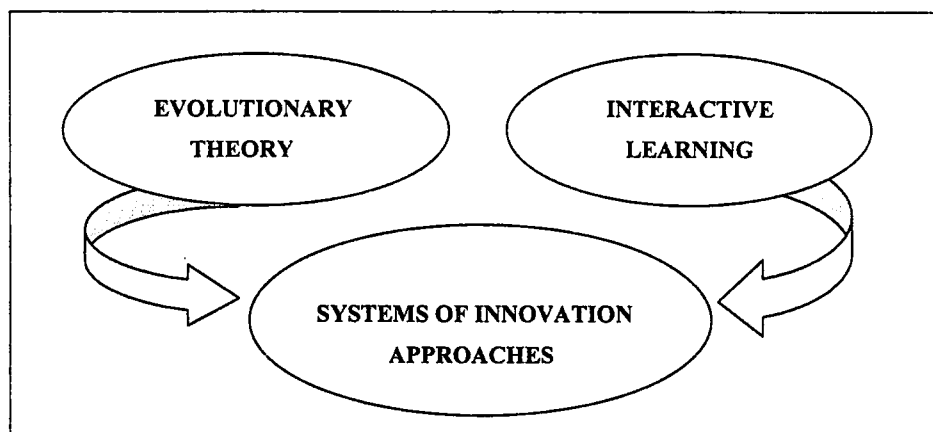 EVOLUTIONARY
THEORY
INTERACTIVE
LEARNING
SYSTEMS OF INNOVATION
APPROACHES